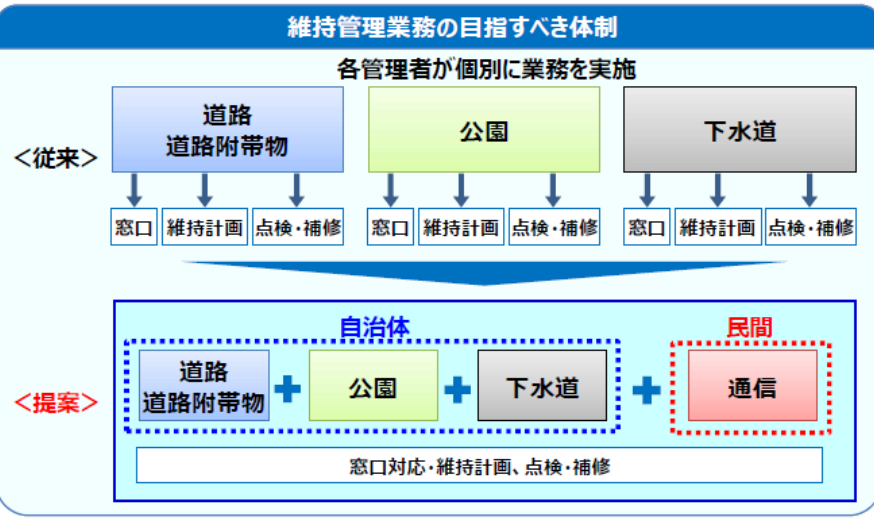 維持管理業務の目指すべき体制
各管理者が個別に業務を実施
<従来>
道路
道路附帯物
公園
下水道
窓口
維持計画
点検・補修
窓口
維持計画
点検・補修
窓口
維持計画
点検・補修
<提案>
自治体
民間
道路
道路附帯物
+
公園
+
下水道
+
通信
窓口対応・維持計画、点検・補修